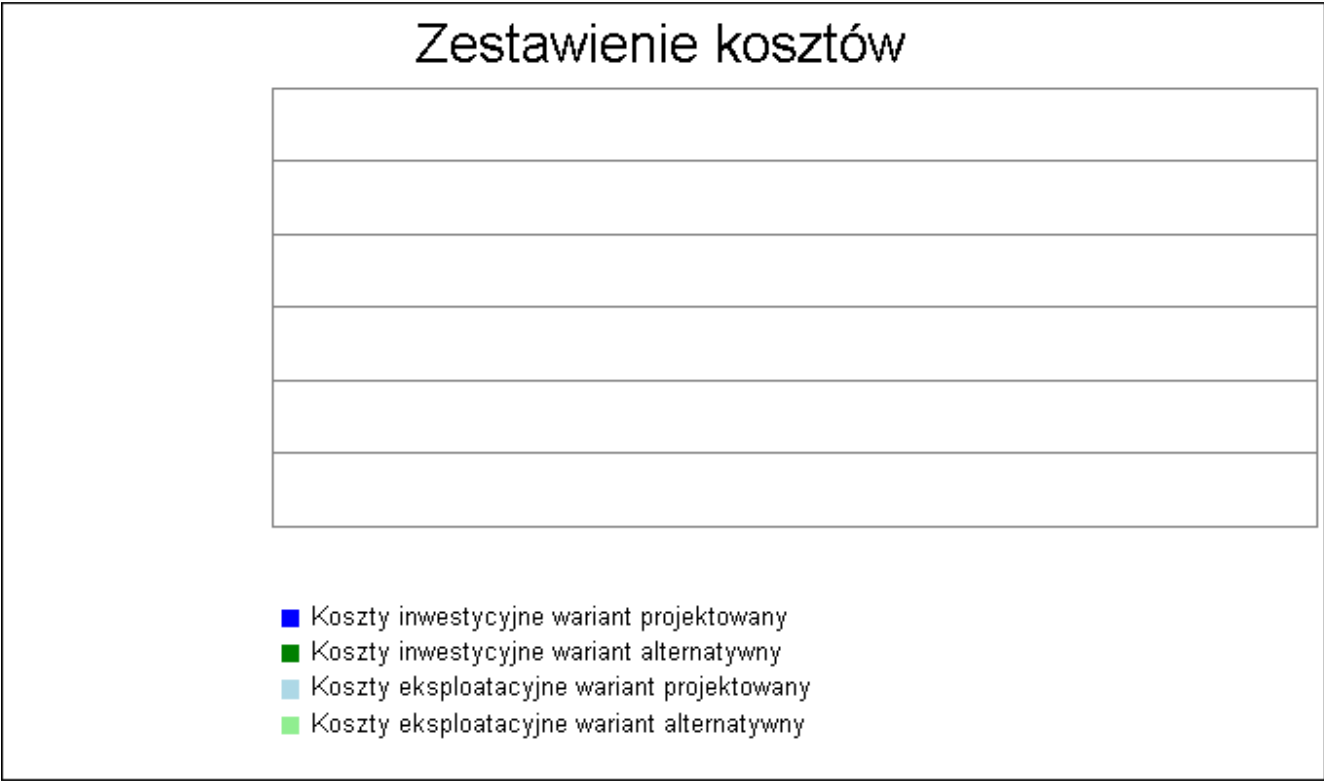 Zestawienie kosztów
Koszty inwestycyjne wariant projektowany
Koszty inwestycyjne wariant alternatywny
Koszty eksploatacyjne wariant projektowany
Koszty eksploatacyjne wariant alternatywny